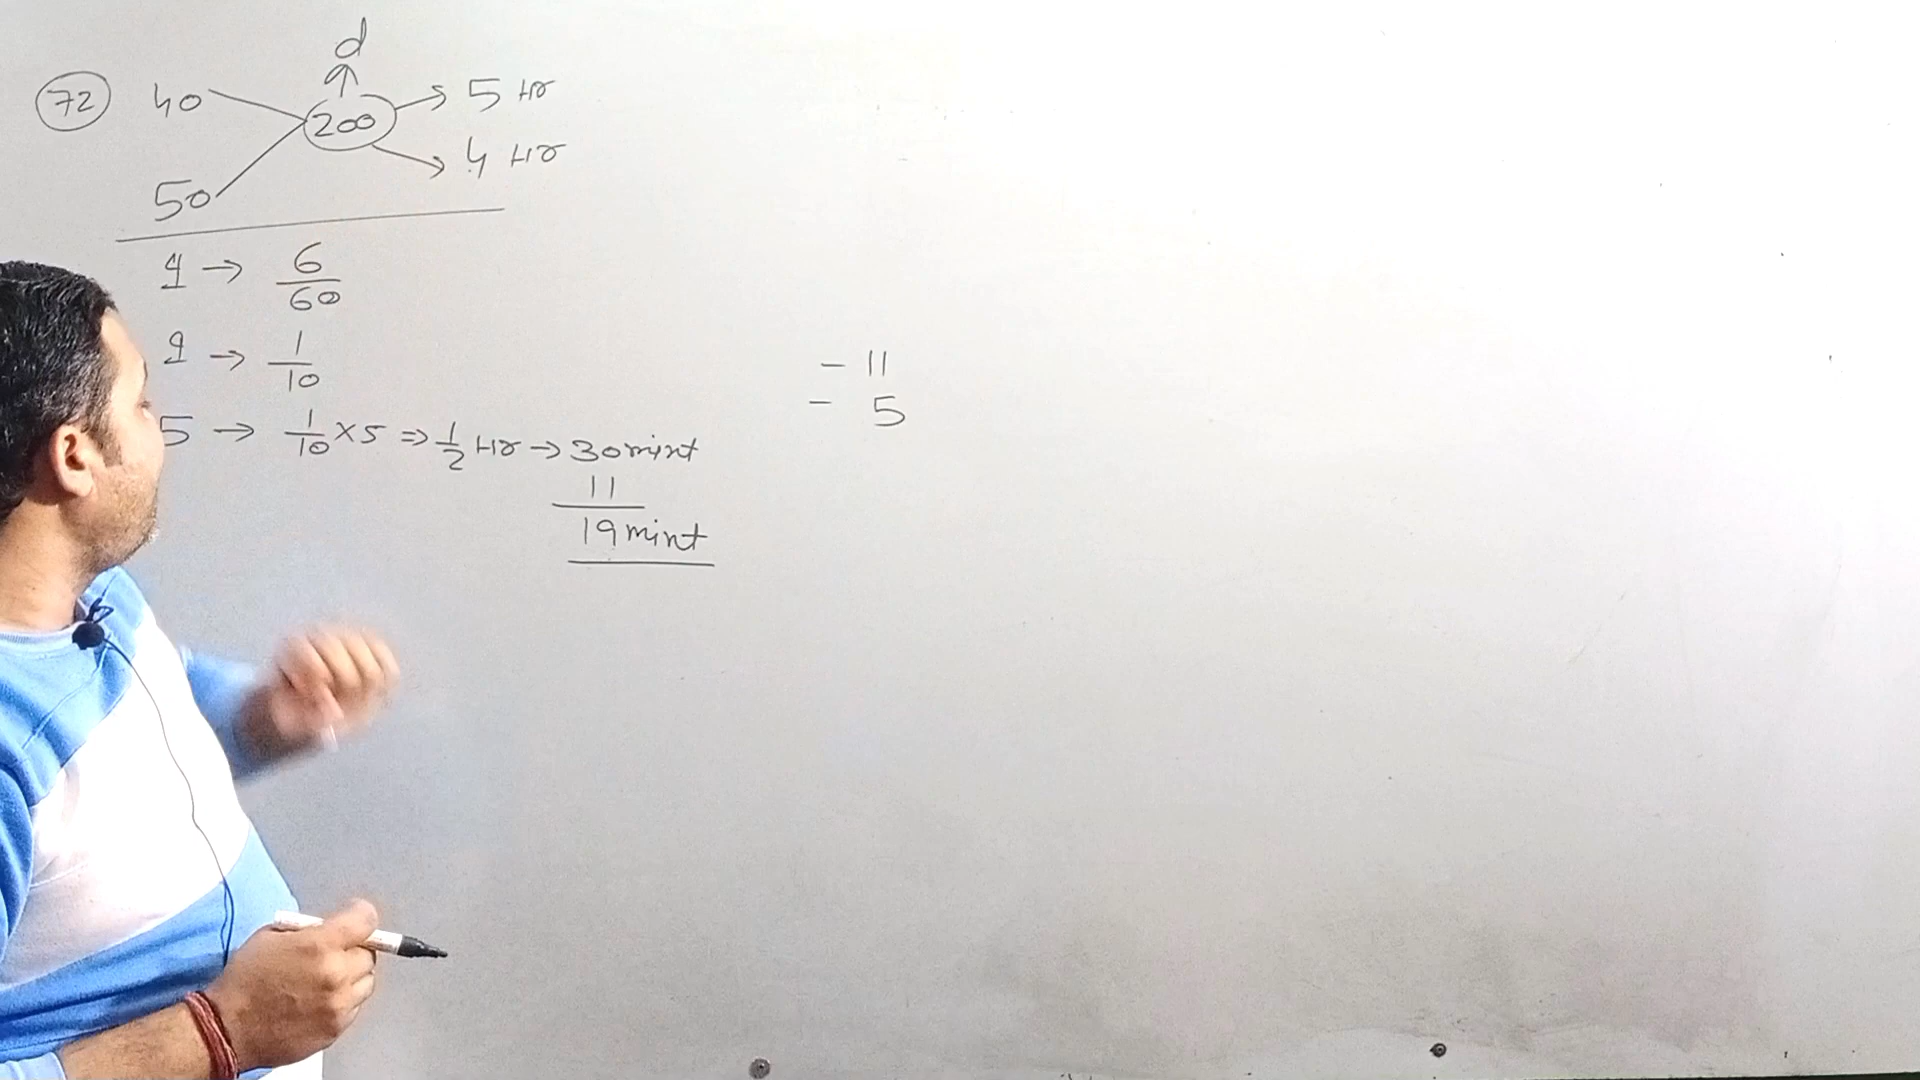 d
72 40 200 → 5 Hr
→ 4 Hr
50
1 → 6/60
1 → 1/10
5 → 1/10 × 5 ⇒ 1/2 Hr → 30 mint
11
19 mint
- 11
- 5